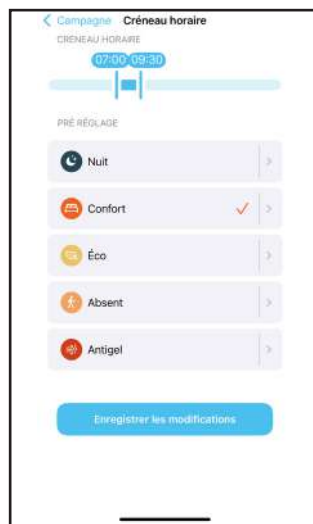 Campagne Créneau horaire
CRÉNEAU HORAIRE
07:00 09:30
PRÉ RÉGLAGE
Nuit
Confort
Éco
Absent
Antigel
Enregistrer les modifications